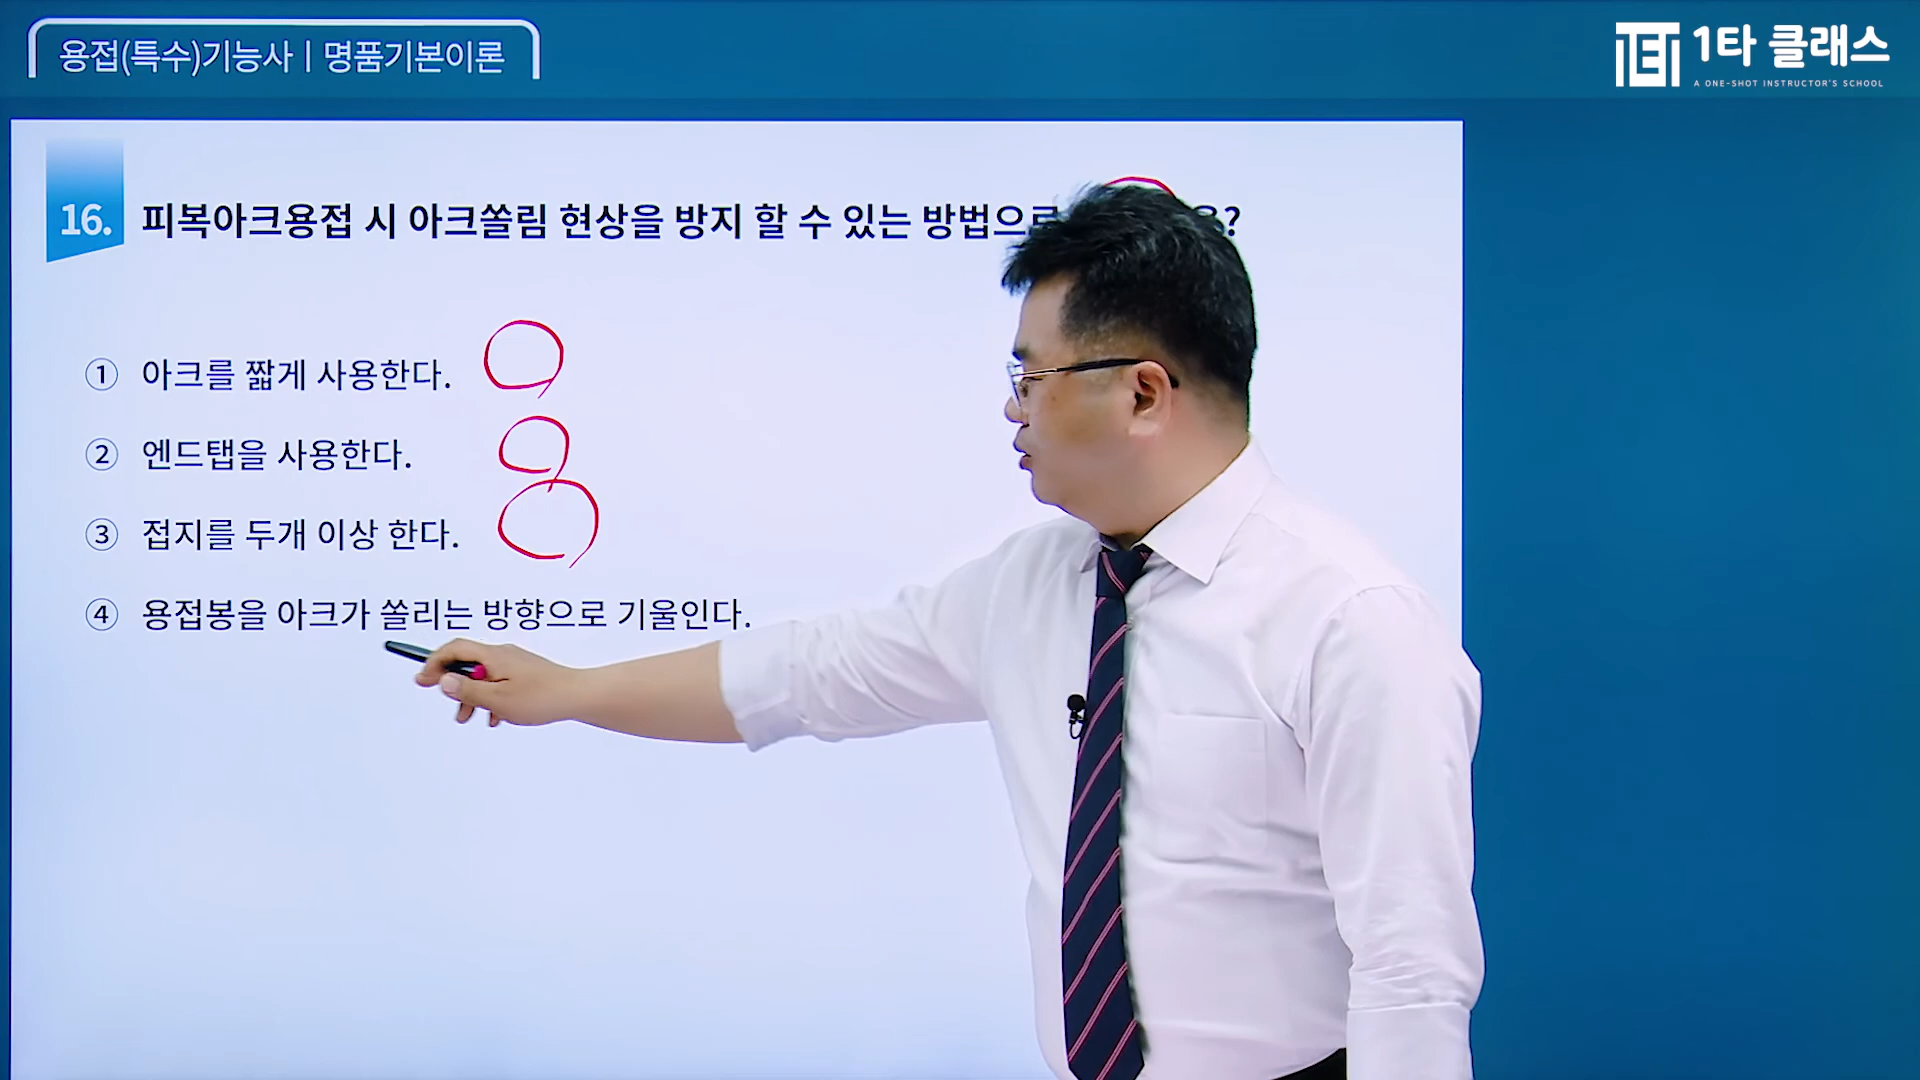 용접(특수)기능사 | 명품기본이론
1타 클래스
A ONE-SHOT INSTRUCTOR'S SCHOOL
16. 피복아크용접 시 아크쏠림 현상을 방지 할 수 있는 방법으로 ?
① 아크를 짧게 사용한다.
② 엔드탭을 사용한다.
③ 접지를 두개 이상 한다.
④ 용접봉을 아크가 쏠리는 방향으로 기울인다.